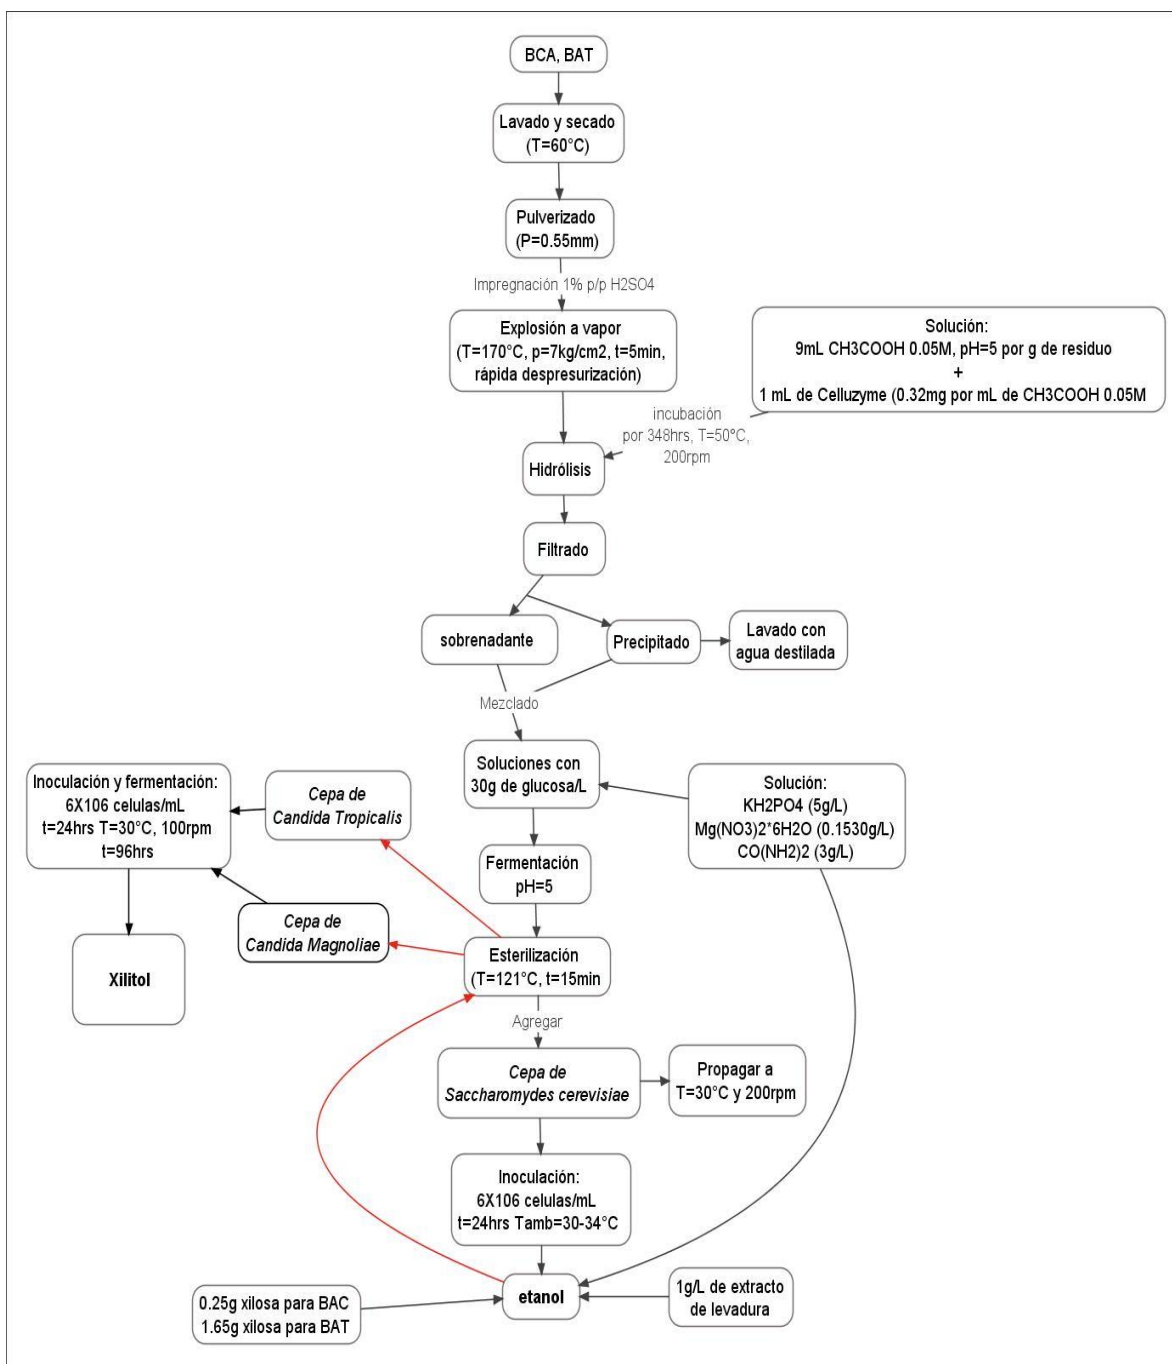 BCA, BAT
Lavado y secado
(T=60°C)
Pulverizado
(P=0.55mm)
Impregnación 1% p/p H2SO4
Explosión a vapor
(T=170°C, p=7kg/cm2, t=5min,
rápida despresurización)
Solución:
9mL CH3COOH 0.05M, pH=5 por g de residuo
+
1 mL de Celluzyme (0.32mg por mL de CH3COOH 0.05M
incubación
por 348hrs, T=50°C,
200rpm
Hidrólisis
Filtrado
sobrenadante
Precipitado
Lavado con
agua destilada
Mezclado
Soluciones con
30g de glucosa/L
Solución:
KH2PO4 (5g/L)
Mg(NO3)2*6H2O (0.1530g/L)
CO(NH2)2 (3g/L)
Inoculación y fermentación:
6X106 celulas/mL
t=24hrs T=30°C, 100rpm
t=96hrs
Cepa de
Candida Tropicalis
Fermentación
pH=5
Cepa de
Candida Magnoliae
Xilitol
Esterilización
(T=121°C, t=15min
Agregar
Cepa de
Saccharomydes cerevisiae
Propagar a
T=30°C y 200rpm
Inoculación:
6X106 celulas/mL
t=24hrs Tamb=30-34°C
etanol
0.25g xilosa para BAC
1.65g xilosa para BAT
1g/L de extracto
de levadura